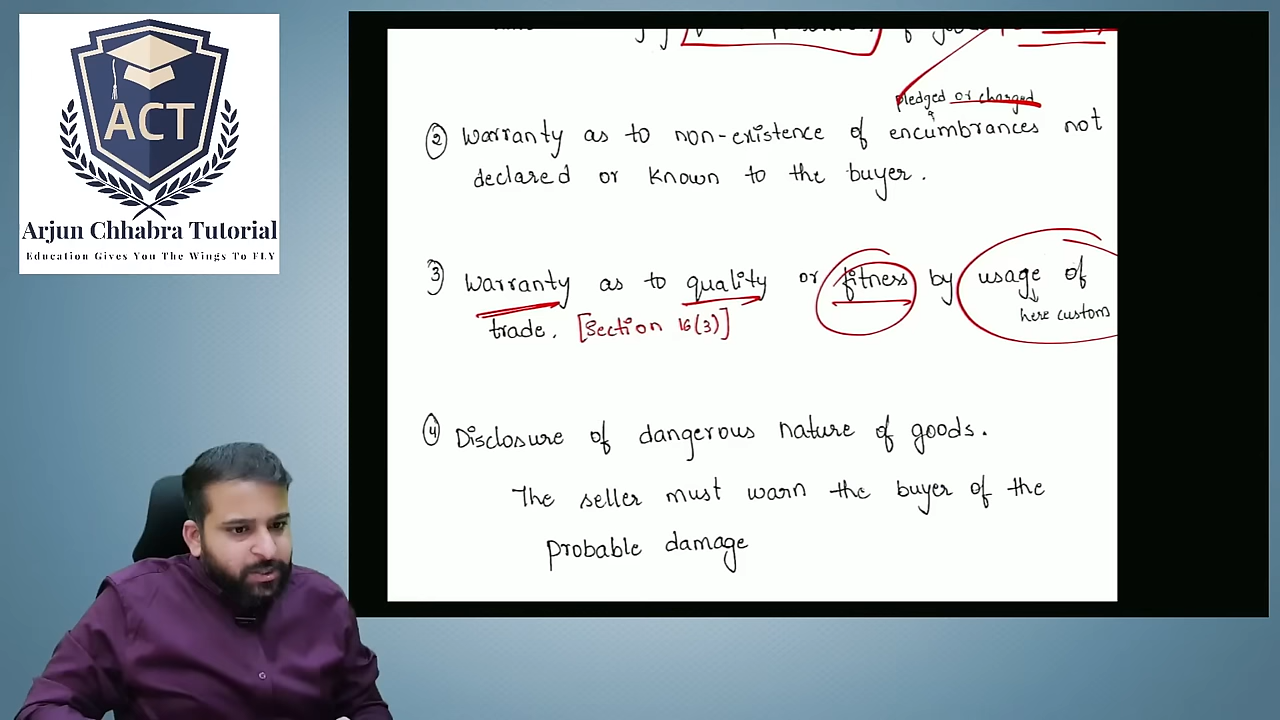 ACT
Arjun Chhabra Tutorial
Education Gives You The Wings To FLY
of goods
pledged or charged
② Warranty as to non-existence of encumbrances not
declared or known to the buyer.
③ Warranty as to quality or fitness by usage of
here customs
trade. [Section 16(3)]
④ Disclosure of dangerous nature of goods.
The seller must warn the buyer of the
probable damage